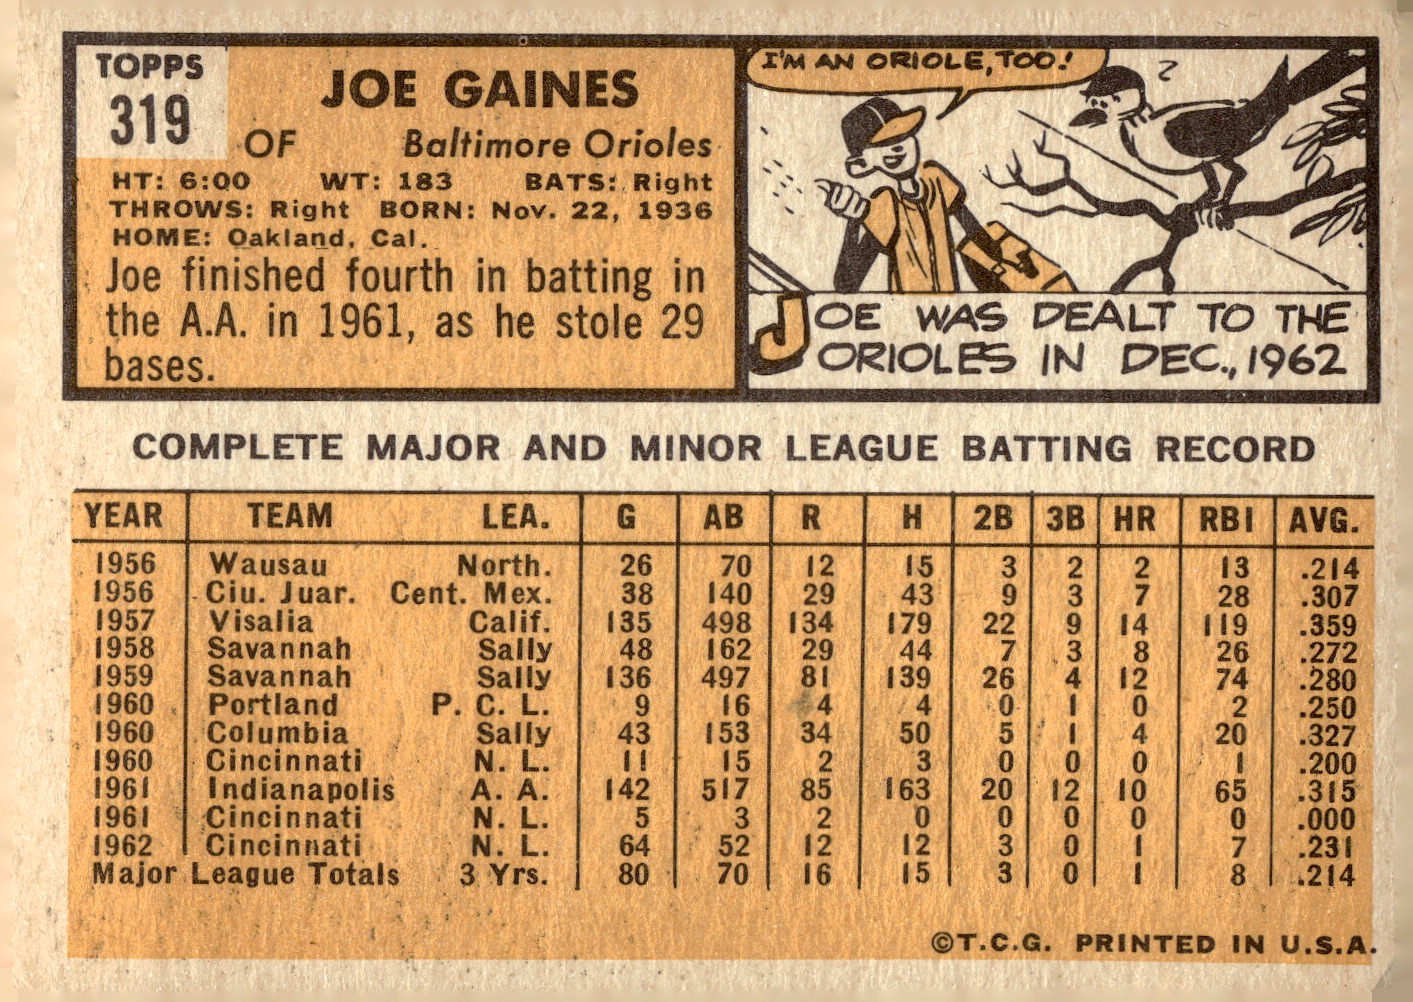 TOPPS
319
JOE GAINES
OF Baltimore Orioles
HT: 6:00 WT: 183 BATS: Right
THROWS: Right BORN: Nov. 22, 1936
HOME: Oakland, Cal.
Joe finished fourth in batting in
the A.A. in 1961, as he stole 29
bases.
I'M AN ORIOLE, TOO!
?
JOE WAS DEALT TO THE
ORIOLES IN DEC., 1962
COMPLETE MAJOR AND MINOR LEAGUE BATTING RECORD
YEAR TEAM LEA. G AB R H 2B 3B HR RBI AVG.
1956 Wausau North. 26 70 12 15 3 2 2 13 .214
1956 Ciu. Juar. Cent. Mex. 38 140 29 43 9 3 7 28 .307
1957 Visalia Calif. 135 498 134 179 22 9 14 119 .359
1958 Savannah Sally 48 162 29 44 7 3 8 26 .272
1959 Savannah Sally 136 497 81 139 26 4 12 74 .280
1960 Portland P. C. L. 9 16 4 4 0 1 0 2 .250
1960 Columbia Sally 43 153 34 50 5 1 4 20 .327
1960 Cincinnati N. L. 11 15 2 3 0 0 0 1 .200
1961 Indianapolis A. A. 142 517 85 163 20 12 10 65 .315
1961 Cincinnati N. L. 5 3 2 0 0 0 0 0 .000
1962 Cincinnati N. L. 64 52 12 12 3 0 1 7 .231
Major League Totals 3 Yrs. 80 70 16 15 3 0 1 8 .214
©T.C.G. PRINTED IN U.S.A.